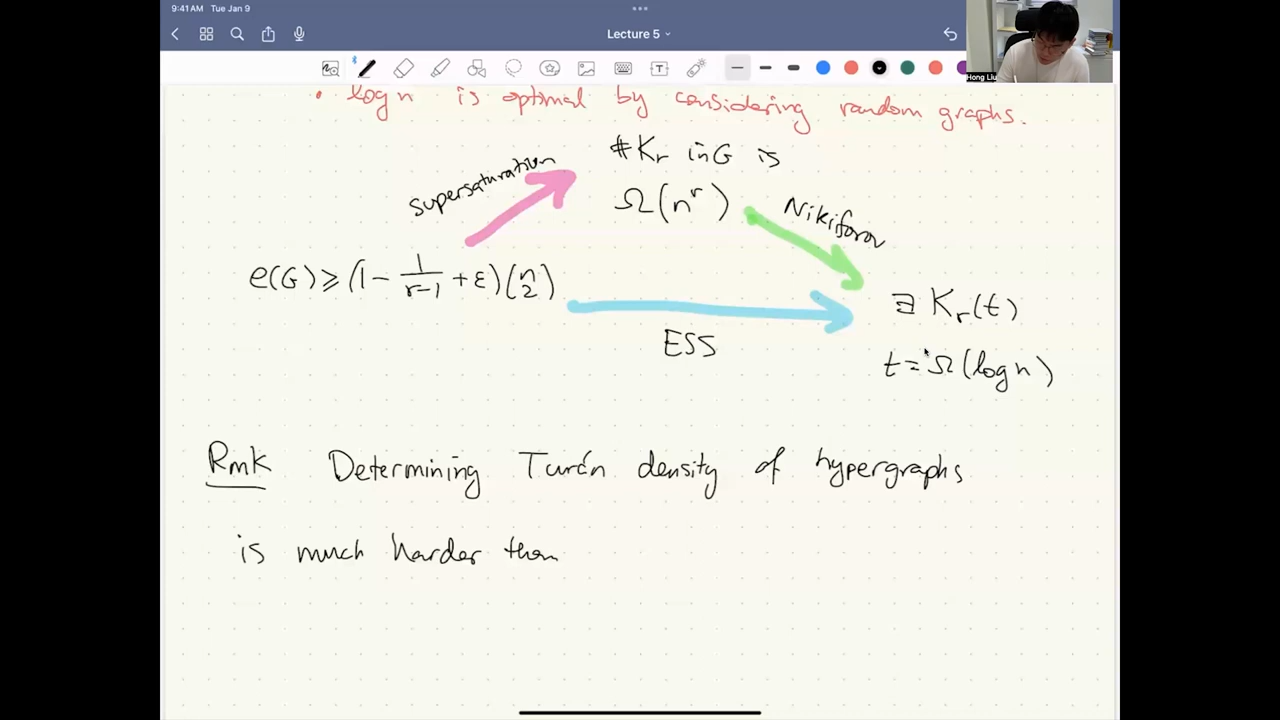 9:41 AM Tue Jan 9
Lecture 5
Hong Liu
• log n is optimal by considering random graphs.
#Kr in G is
Ω(n^r)
supersaturation
Nikiforov
e(G) ≥ (1 - 1/(r-1) + ε)(n 2)
∃ Kr(t)
ESS
t = Ω(log n)
Rmk Determining Turán density of hypergraphs
is much harder than